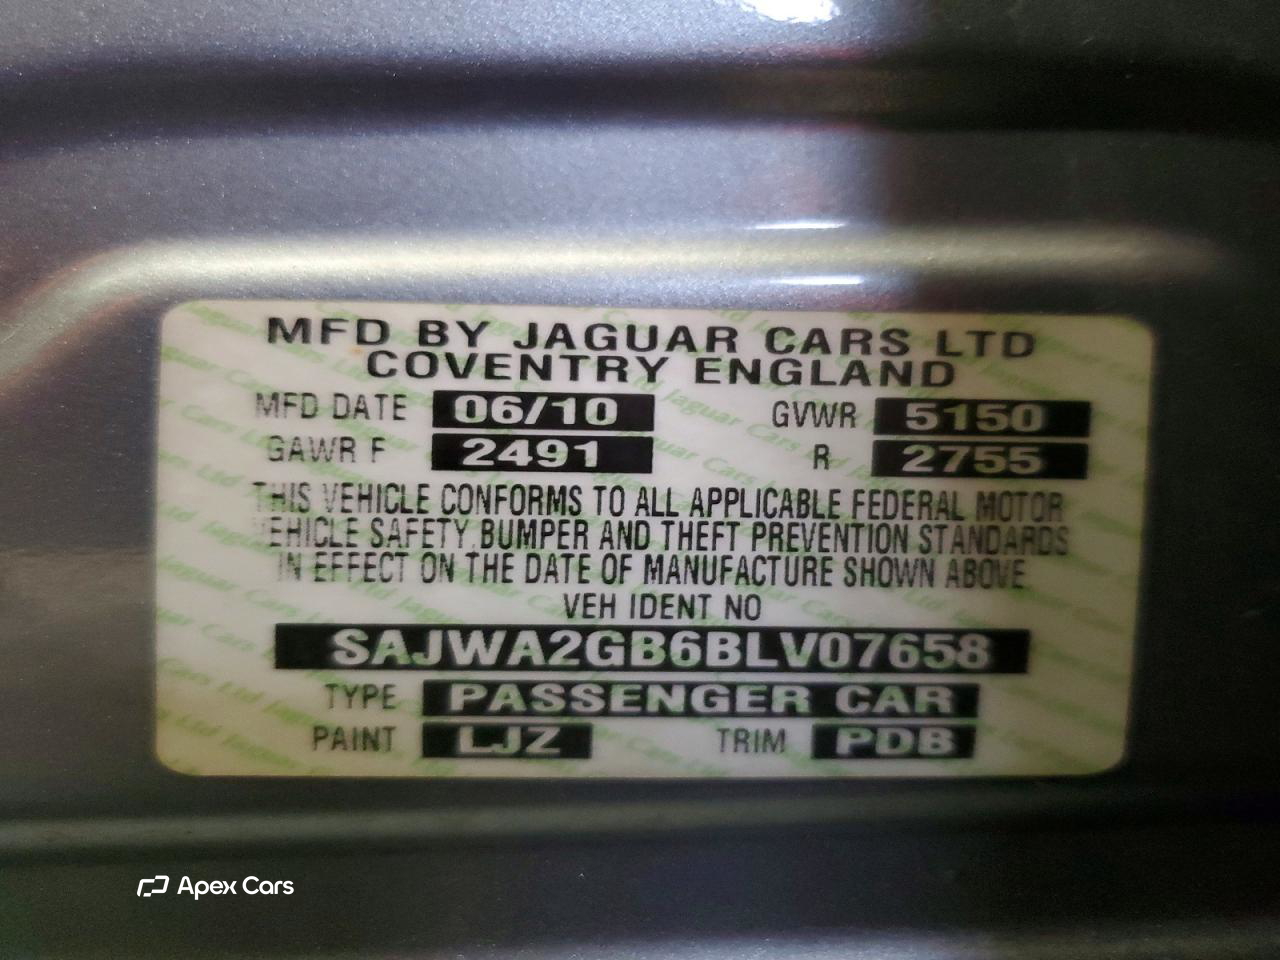 MFD BY JAGUAR CARS LTD
COVENTRY ENGLAND
MFD DATE 06/10 GVWR 5150
GAWR F 2491 R 2755
THIS VEHICLE CONFORMS TO ALL APPLICABLE FEDERAL MOTOR
VEHICLE SAFETY, BUMPER AND THEFT PREVENTION STANDARDS
IN EFFECT ON THE DATE OF MANUFACTURE SHOWN ABOVE
VEH IDENT NO
SAJWA2GB6BLV07658
TYPE PASSENGER CAR
PAINT LJZ TRIM PDB
Apex Cars